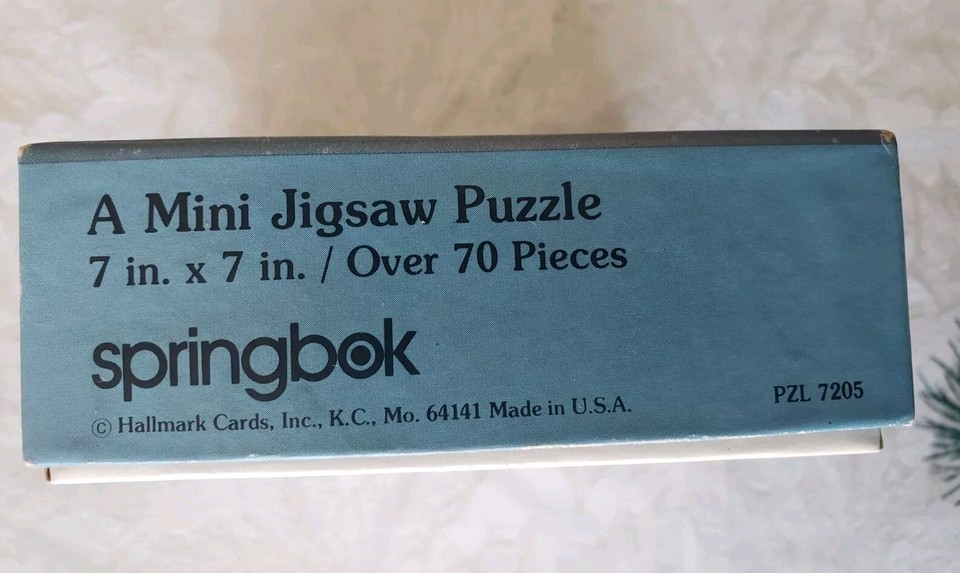 A Mini Jigsaw Puzzle
7 in. x 7 in. / Over 70 Pieces
springbok
© Hallmark Cards, Inc., K.C., Mo. 64141 Made in U.S.A.
PZL 7205